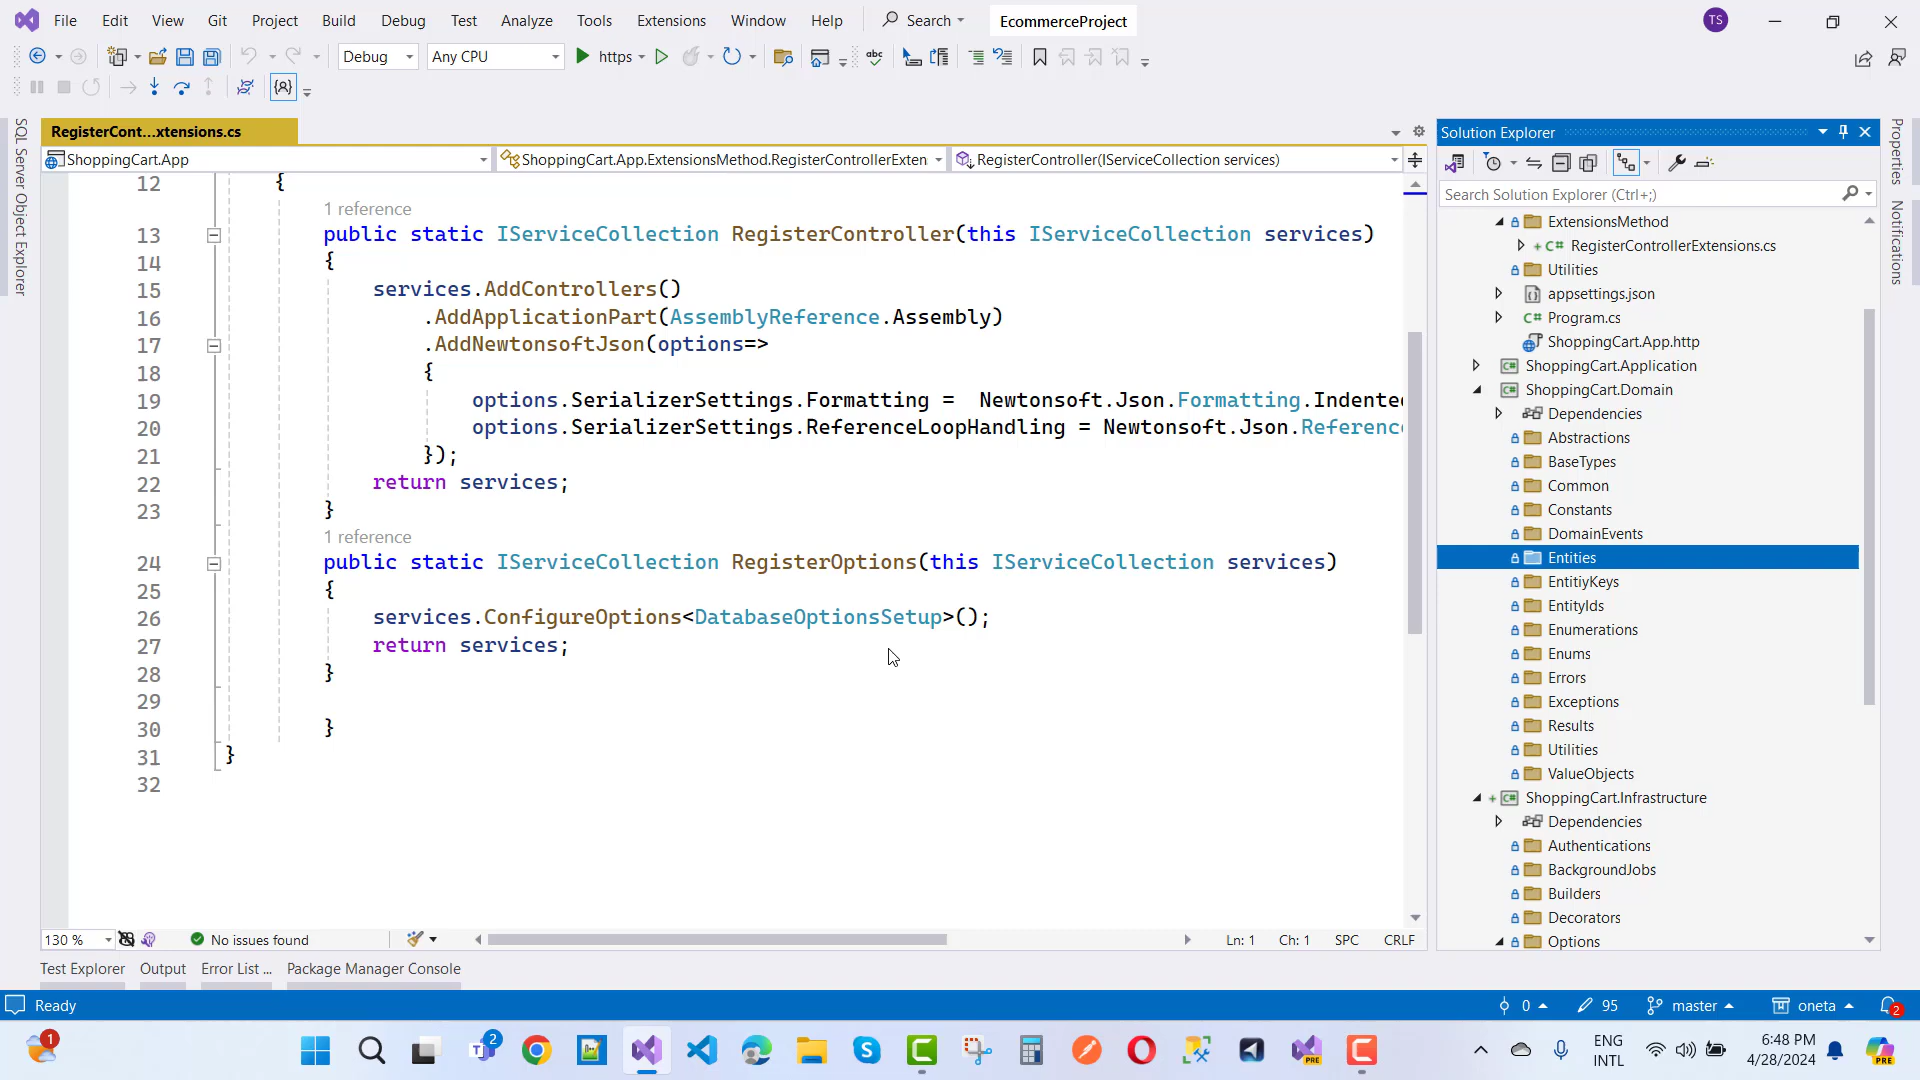 File Edit View Git Project Build Debug Test Analyze Tools Extensions Window Help Search EcommerceProject TS
Debug Any CPU https
SQL Server Object Explorer
RegisterCont...xtensions.cs
ShoppingCart.App ShoppingCart.App.ExtensionsMethod.RegisterControllerExten RegisterController(IServiceCollection services)
12 {
1 reference
13 public static IServiceCollection RegisterController(this IServiceCollection services)
14 {
15 services.AddControllers()
16 .AddApplicationPart(AssemblyReference.Assembly)
17 .AddNewtonsoftJson(options=>
18 {
19 options.SerializerSettings.Formatting = Newtonsoft.Json.Formatting.Indented
20 options.SerializerSettings.ReferenceLoopHandling = Newtonsoft.Json.Reference
21 });
22 return services;
23 }
1 reference
24 public static IServiceCollection RegisterOptions(this IServiceCollection services)
25 {
26 services.ConfigureOptions<DatabaseOptionsSetup>();
27 return services;
28 }
29
30 }
31 }
32
130 % No issues found Ln: 1 Ch: 1 SPC CRLF
Solution Explorer
Search Solution Explorer (Ctrl+;)
ExtensionsMethod
C# RegisterControllerExtensions.cs
Utilities
appsettings.json
C# Program.cs
ShoppingCart.App.http
ShoppingCart.Application
ShoppingCart.Domain
Dependencies
Abstractions
BaseTypes
Common
Constants
DomainEvents
Entities
EntitiyKeys
EntityIds
Enumerations
Enums
Errors
Exceptions
Results
Utilities
ValueObjects
ShoppingCart.Infrastructure
Dependencies
Authentications
BackgroundJobs
Builders
Decorators
Options
Properties
Notifications
Test Explorer Output Error List ... Package Manager Console
Ready 0 95 master oneta 2
1 2 PRE ENG
INTL 6:48 PM
4/28/2024 PRE